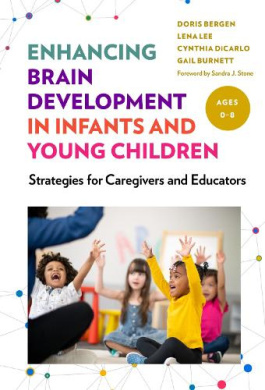 DORIS BERGEN
LENA LEE
CYNTHIA DiCARLO
GAIL BURNETT
Foreword by Sandra J. Stone
ENHANCING
BRAIN
DEVELOPMENT
IN INFANTS AND
YOUNG CHILDREN
AGES
0–8
Strategies for Caregivers and Educators